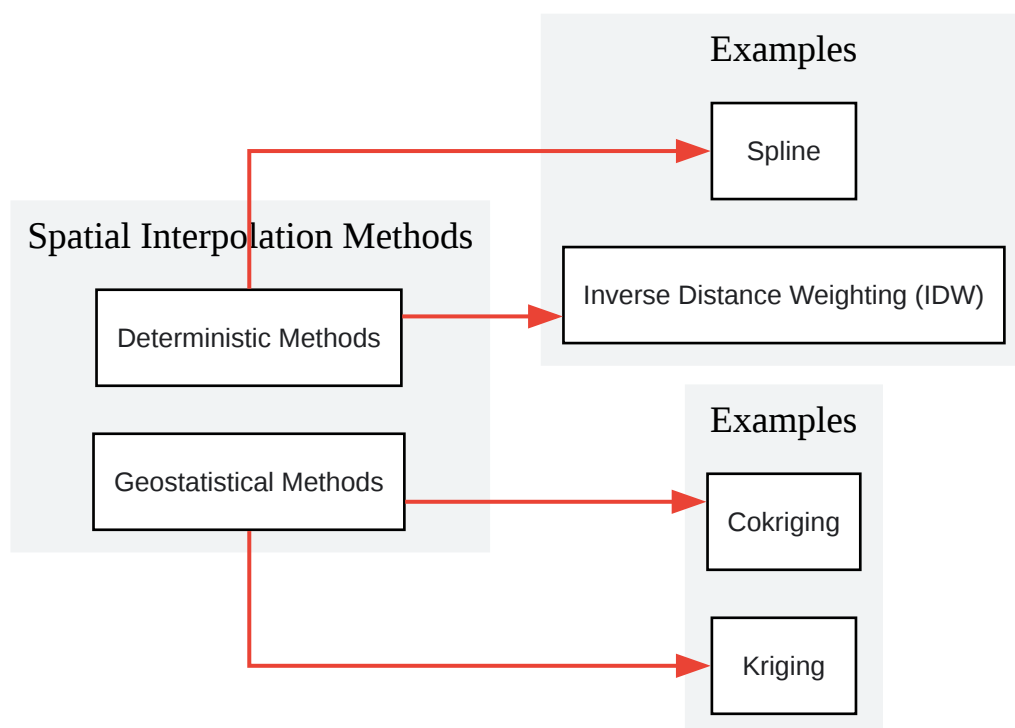 Examples
Spline
Spatial Interpolation Methods
Inverse Distance Weighting (IDW)
Deterministic Methods
Examples
Geostatistical Methods
Cokriging
Kriging